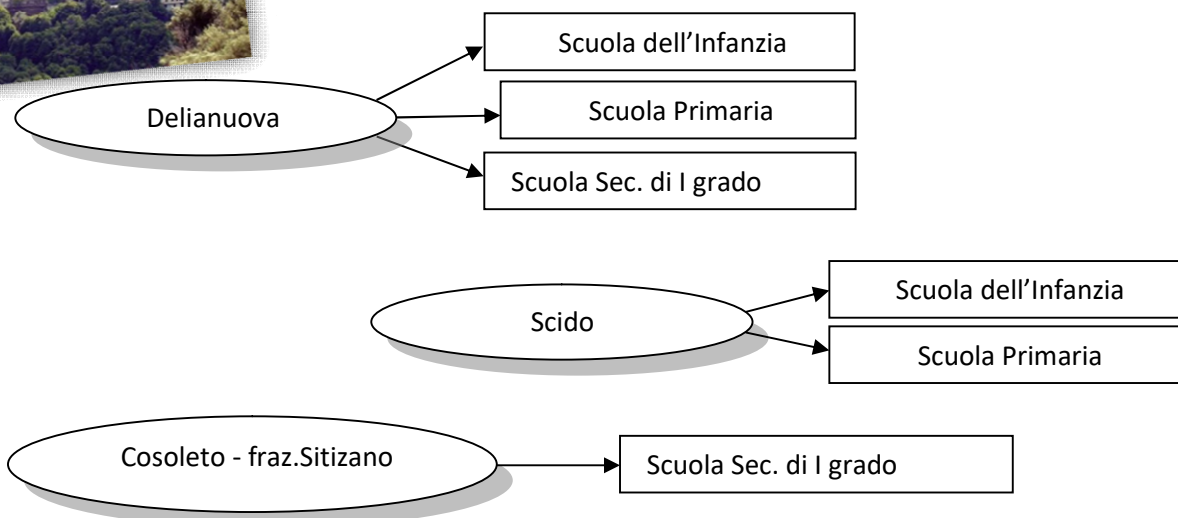 Scuola dell’Infanzia
Delianuova
Scuola Primaria
Scuola Sec. di I grado
Scuola dell’Infanzia
Scido
Scuola Primaria
Cosoleto - fraz.Sitizano
Scuola Sec. di I grado